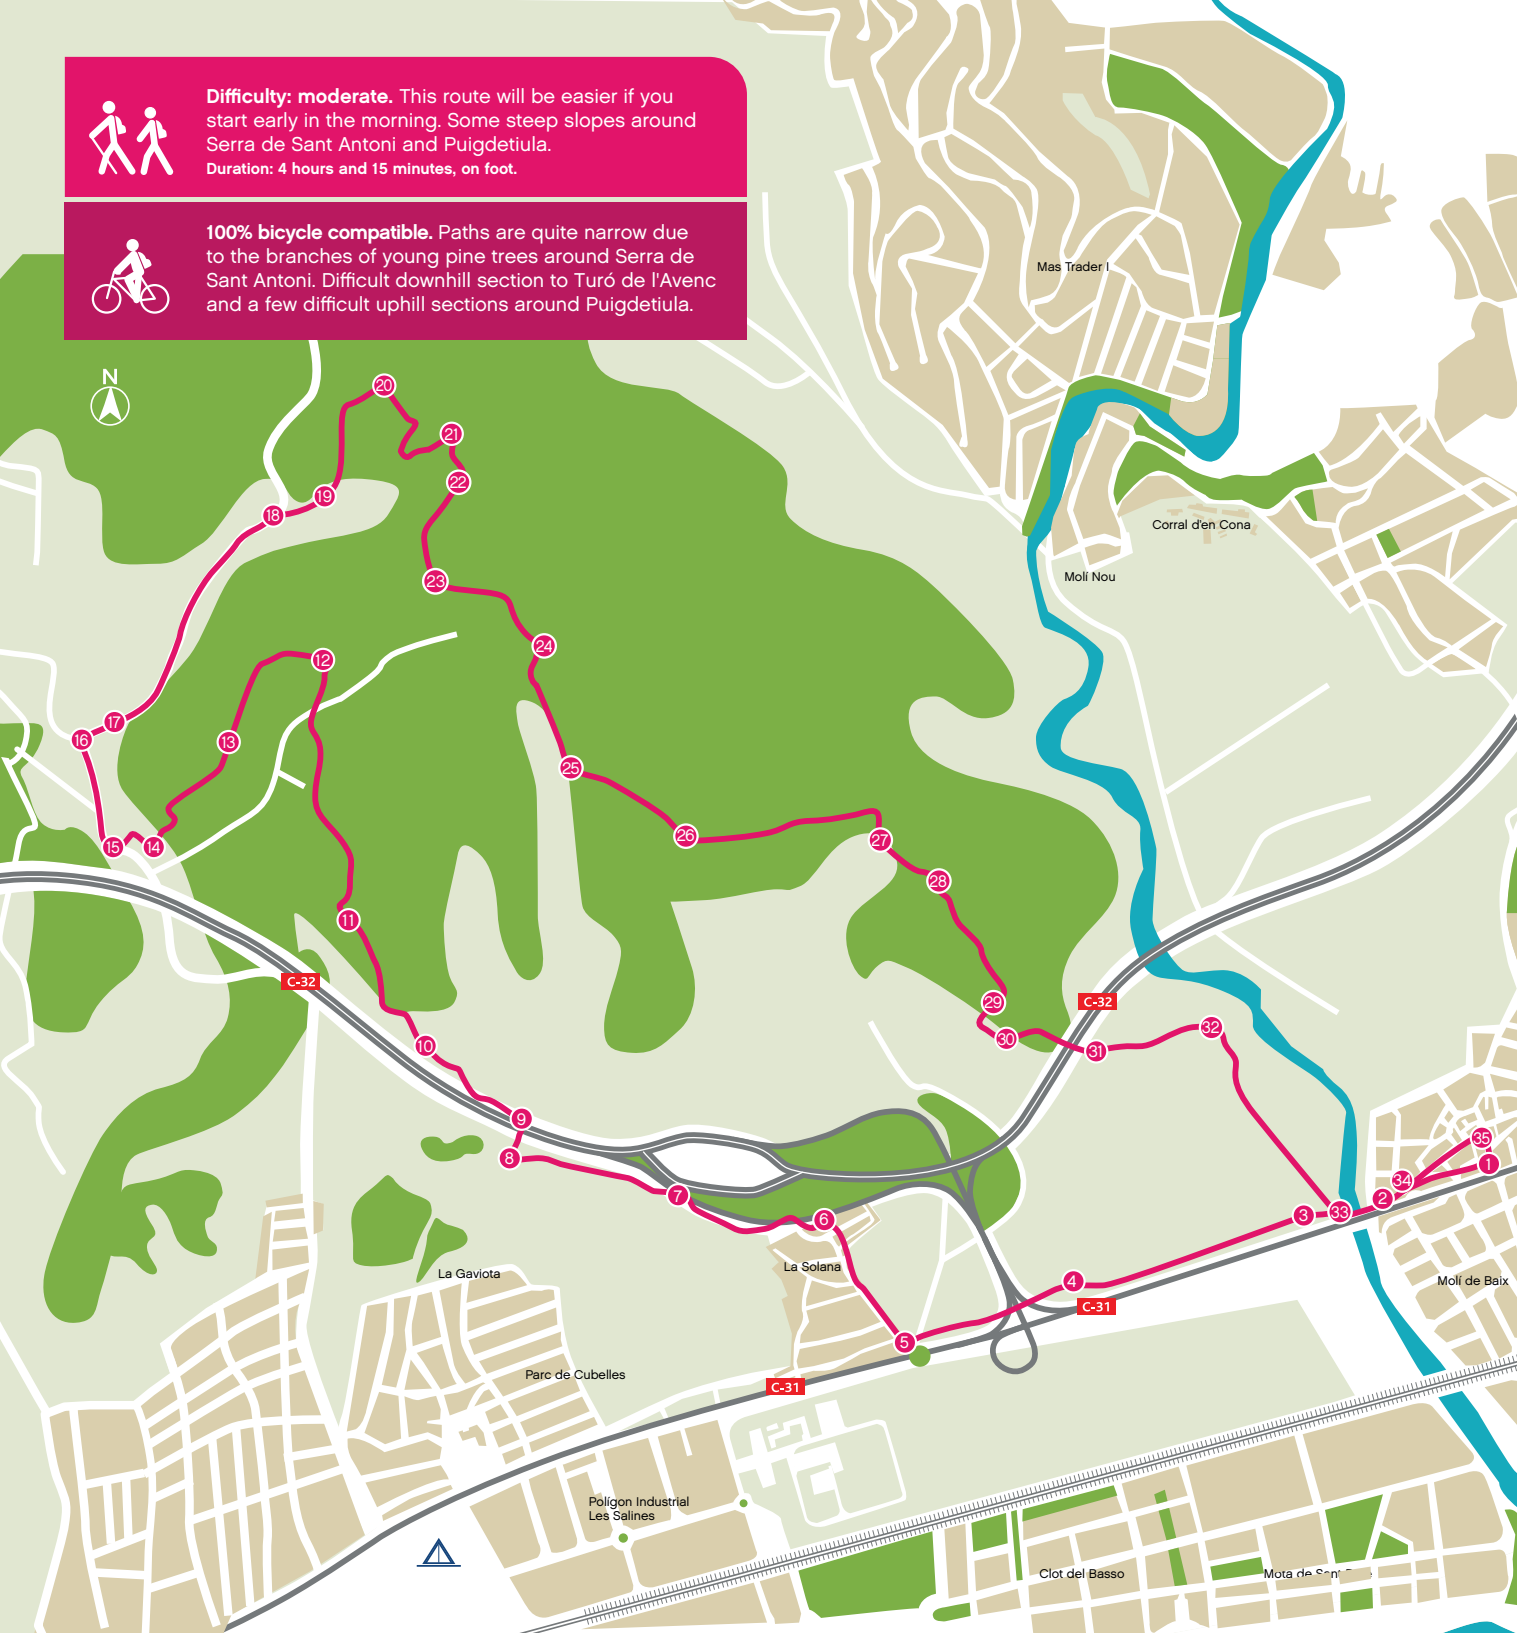 Difficulty: moderate. This route will be easier if you
start early in the morning. Some steep slopes around
Serra de Sant Antoni and Puigdetiula.
Duration: 4 hours and 15 minutes, on foot.
100% bicycle compatible. Paths are quite narrow due
to the branches of young pine trees around Serra de
Sant Antoni. Difficult downhill section to Turó de l'Avenc
and a few difficult uphill sections around Puigdetiula.
Mas Trader I
N
20
21
22
19
18
Corral d'en Cona
Molí Nou
23
24
12
17
16
13
25
26
27
15
14
28
11
C-32
29
C-32
32
30
31
10
9
35
8
1
34
7
2
33
3
6
La Solana
La Gaviota
4
Molí de Baix
C-31
5
Parc de Cubelles
C-31
Polígon Industrial
Les Salines
Clot del Basso
Mota de